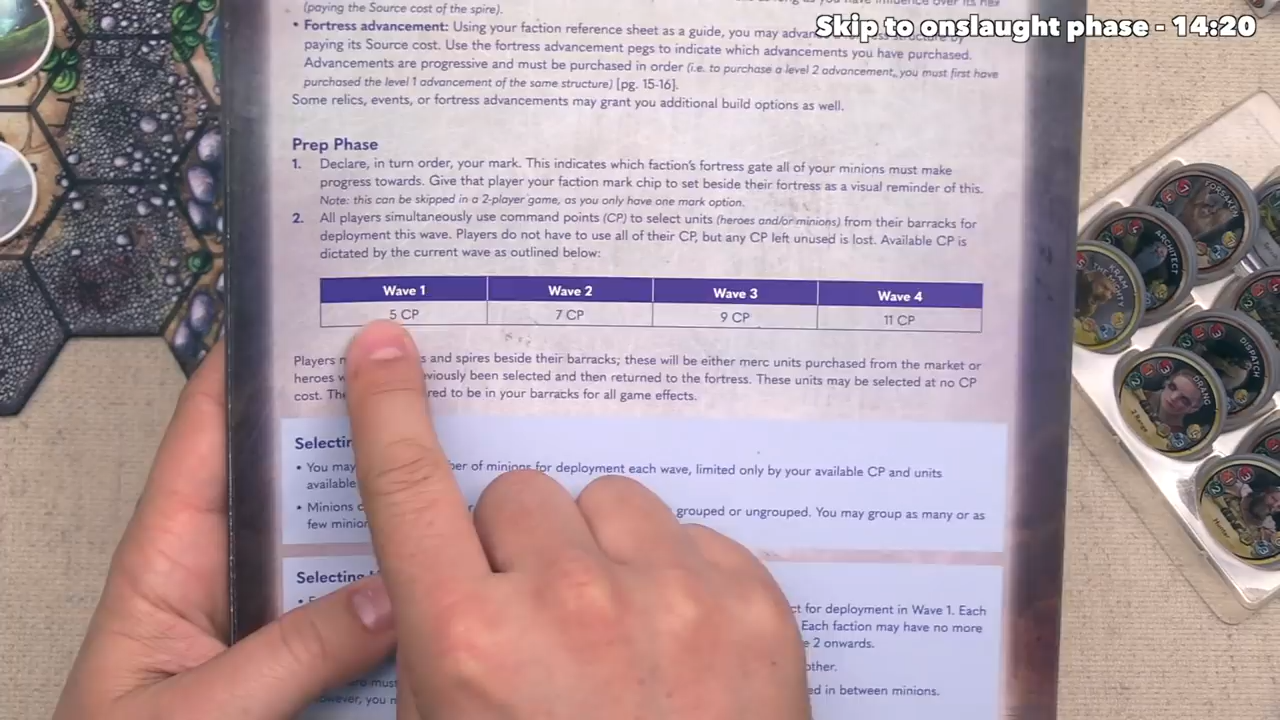 (paying the Source cost of the spire).
Skip to onslaught phase - 14:20
• Fortress advancement: Using your faction reference sheet as a guide, you may
paying its Source cost. Use the fortress advancement pegs to indicate which advancements you have purchased.
Advancements are progressive and must be purchased in order (i.e. to purchase a level 2 advancement, you must first have
purchased the level 1 advancement of the same structure) [pg. 15-16].
Some relics, events, or fortress advancements may grant you additional build options as well.
Prep Phase
1. Declare, in turn order, your mark. This indicates which faction's fortress gate all of your minions must make
progress towards. Give that player your faction mark chip to set beside their fortress as a visual reminder of this.
Note: this can be skipped in a 2-player game, as you only have one mark option.
2. All players simultaneously use command points (CP) to select units (heroes and/or minions) from their barracks for
deployment this wave. Players do not have to use all of their CP, but any CP left unused is lost. Available CP is
dictated by the current wave as outlined below:
Wave 1 Wave 2 Wave 3 Wave 4
5 CP 7 CP 9 CP 11 CP
Players and spires beside their barracks; these will be either merc units purchased from the market or
heroes previously been selected and then returned to the fortress. These units may be selected at no CP
cost. to be in your barracks for all game effects.
• You may of minions for deployment each wave, limited only by your available CP and units
available
• Minions grouped or ungrouped. You may group as many or as
few
for deployment in Wave 1. Each
Each faction may have no more
2 onwards.
in between minions.
KRAM THE MIGHTY
ARCHITECT
DISPATCH
DRANG
2 Range
Hunter